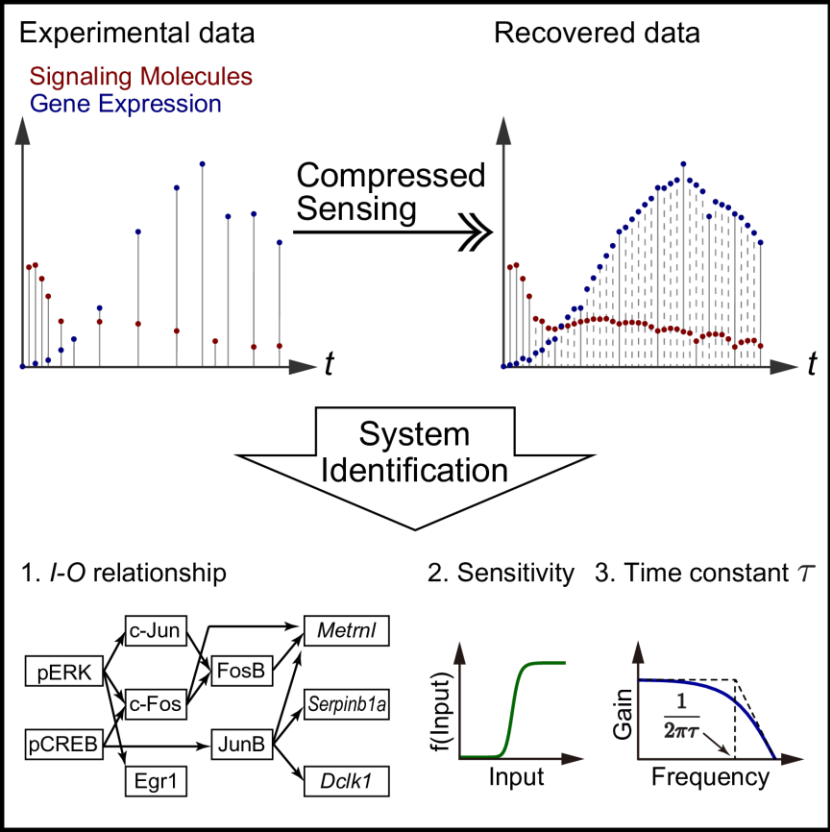 Experimental data
Recovered data
Signaling Molecules
Gene Expression
Compressed
Sensing
t
t
System
Identification
1. I-O relationship
2. Sensitivity
3. Time constant τ
c-Jun
Metrnl
pERK
FosB
c-Fos
Serpinb1a
pCREB
JunB
Egr1
Dclk1
f(Input)
Input
Gain
1
2πτ
Frequency